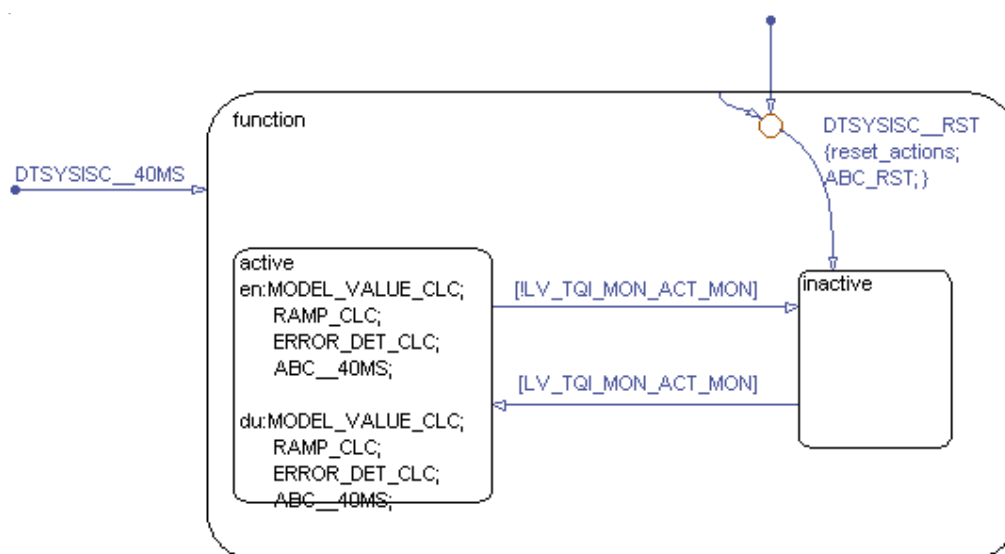 function
DTSYSISC__RST
{reset_actions;
ABC_RST; }
DTSYSISC__40MS
active
en:MODEL_VALUE_CLC;
RAMP_CLC;
ERROR_DET_CLC;
ABC__40MS;
du:MODEL_VALUE_CLC;
RAMP_CLC;
ERROR_DET_CLC;
ABC__40MS;
[!LV_TQI_MON_ACT_MON]
[LV_TQI_MON_ACT_MON]
inactive